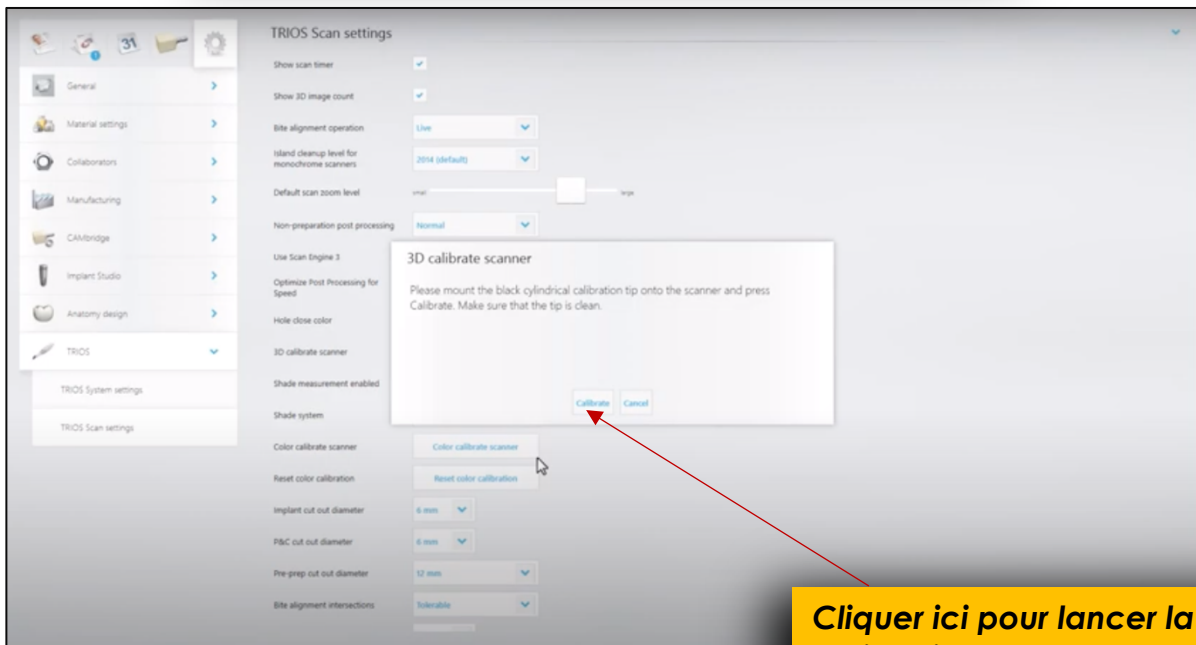 TRIOS Scan settings
31
1
Show scan timer
General
Show 3D image count
Material settings
Bite alignment operation
Live
Island cleanup level for
monochrome scanners
2014 (default)
Collaborators
Default scan zoom level
small
large
Manufacturing
Non-preparation post processing
Normal
CAMbridge
Use Scan Engine 3
3D calibrate scanner
Implant Studio
Optimize Post Processing for
Speed
Please mount the black cylindrical calibration tip onto the scanner and press
Calibrate. Make sure that the tip is clean.
Anatomy design
Hole close color
TRIOS
3D calibrate scanner
TRIOS System settings
Shade measurement enabled
Calibrate
Cancel
TRIOS Scan settings
Shade system
Color calibrate scanner
Color calibrate scanner
Reset color calibration
Reset color calibration
Implant cut out diameter
6 mm
P&C cut out diameter
6 mm
Pre-prep cut out diameter
12 mm
Bite alignment intersections
Tolerable
Cliquer ici pour lancer la